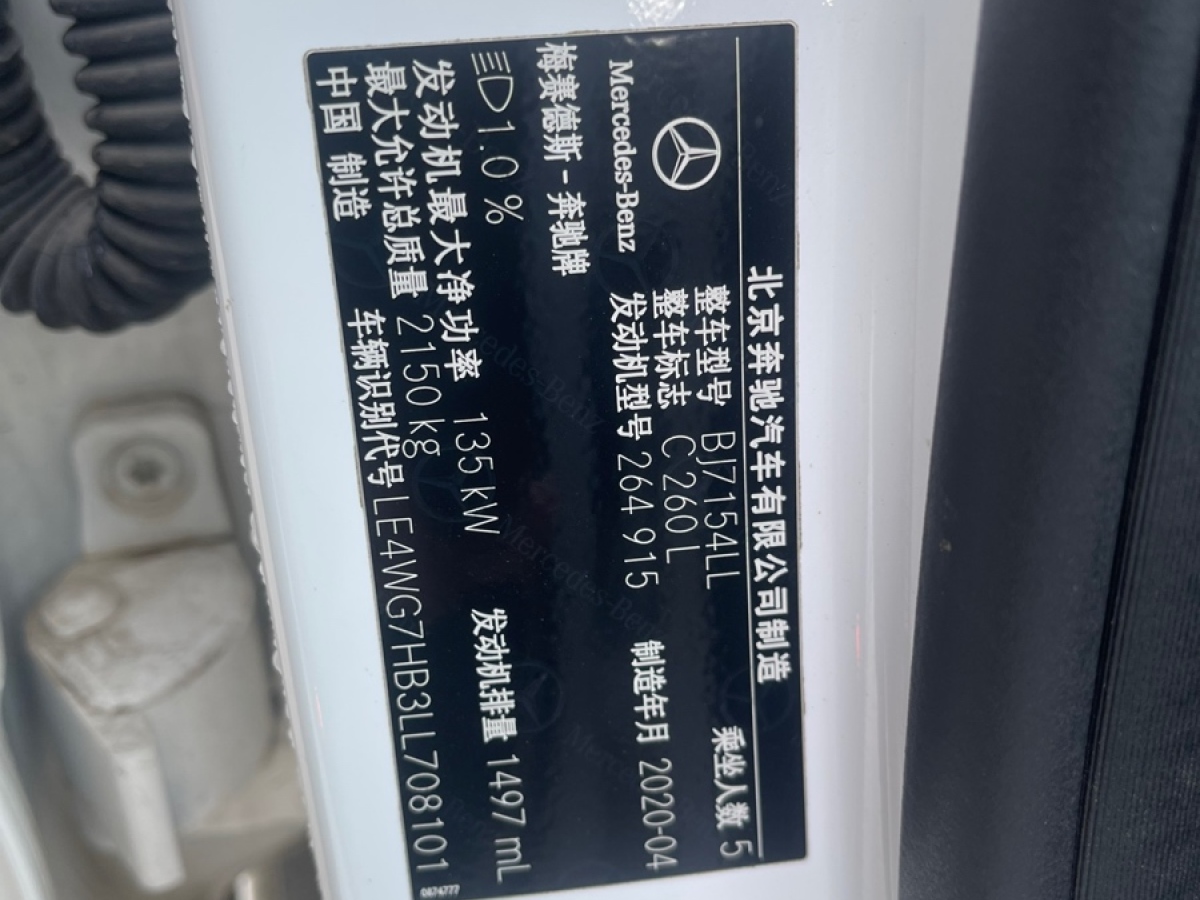 北京奔驰汽车有限公司制造
整车型号 BJ7154LL 乘坐人数 5
整车标志 C 260 L
Mercedes-Benz 发动机型号 264 915 制造年月 2020-04
梅赛德斯-奔驰牌
1.0 %
发动机最大净功率 135 kW 发动机排量 1497 mL
最大允许总质量 2150 kg
中国 制造 车辆识别代号 LE4WG7HB3LL708101